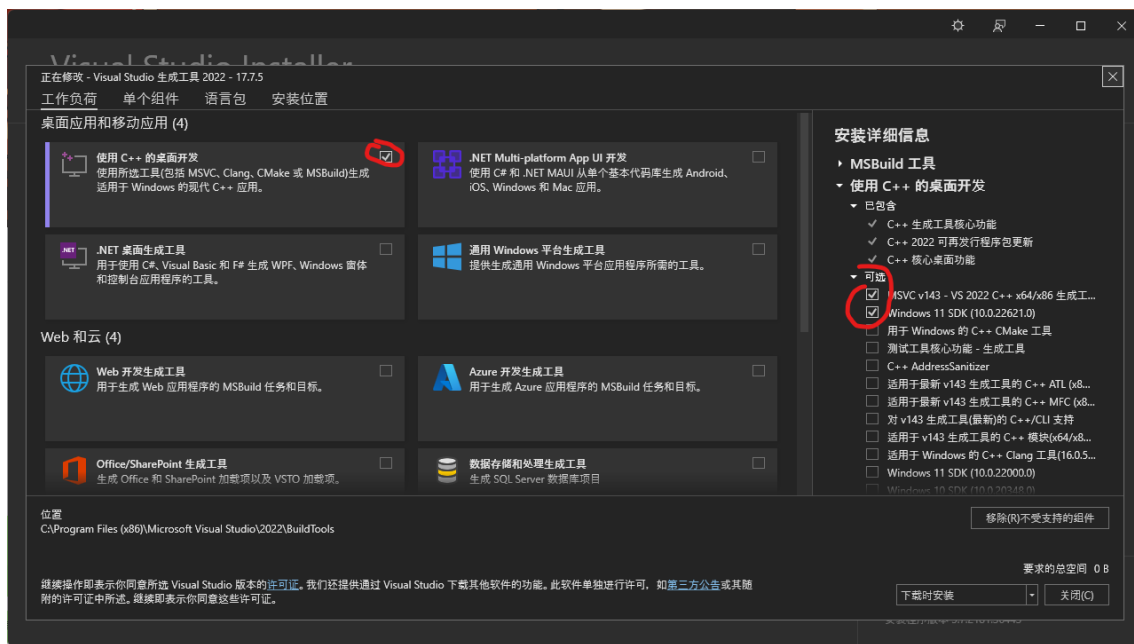 Visual Studio Installer
正在修改 - Visual Studio 生成工具 2022 - 17.7.5
工作负荷 单个组件 语言包 安装位置
桌面应用和移动应用 (4)
使用 C++ 的桌面开发
使用所选工具(包括 MSVC、Clang、CMake 或 MSBuild)生成
适用于 Windows 的现代 C++ 应用。
.NET Multi-platform App UI 开发
使用 C# 和 .NET MAUI 从单个基本代码库生成 Android、
iOS、Windows 和 Mac 应用。
.NET
.NET 桌面生成工具
用于使用 C#、Visual Basic 和 F# 生成 WPF、Windows 窗体
和控制台应用程序的工具。
通用 Windows 平台生成工具
提供生成通用 Windows 平台应用程序所需的工具。
Web 和云 (4)
Web 开发生成工具
用于生成 Web 应用程序的 MSBuild 任务和目标。
Azure 开发生成工具
用于生成 Azure 应用程序的 MSBuild 任务和目标。
Office/SharePoint 生成工具
生成 Office 和 SharePoint 加载项以及 VSTO 加载项。
数据存储和处理生成工具
生成 SQL Server 数据库项目
安装详细信息
MSBuild 工具
使用 C++ 的桌面开发
已包含
C++ 生成工具核心功能
C++ 2022 可再发行程序包更新
C++ 核心桌面功能
可选
MSVC v143 - VS 2022 C++ x64/x86 生成工...
Windows 11 SDK (10.0.22621.0)
用于 Windows 的 C++ CMake 工具
测试工具核心功能 - 生成工具
C++ AddressSanitizer
适用于最新 v143 生成工具的 C++ ATL (x8...
适用于最新 v143 生成工具的 C++ MFC (x8...
对 v143 生成工具(最新)的 C++/CLI 支持
适用于 v143 生成工具的 C++ 模块(x64/x8...
适用于 Windows 的 C++ Clang 工具(16.0.5...
Windows 11 SDK (10.0.22000.0)
Windows 10 SDK (10.0.20348.0)
位置
C:\Program Files (x86)\Microsoft Visual Studio\2022\BuildTools
移除(R)不受支持的组件
继续操作即表示你同意所选 Visual Studio 版本的许可证。我们还提供通过 Visual Studio 下载其他软件的功能。此软件单独进行许可，如第三方公告或其随
附的许可证中所述。继续即表示你同意这些许可证。
要求的总空间 0 B
下载时安装
关闭(C)